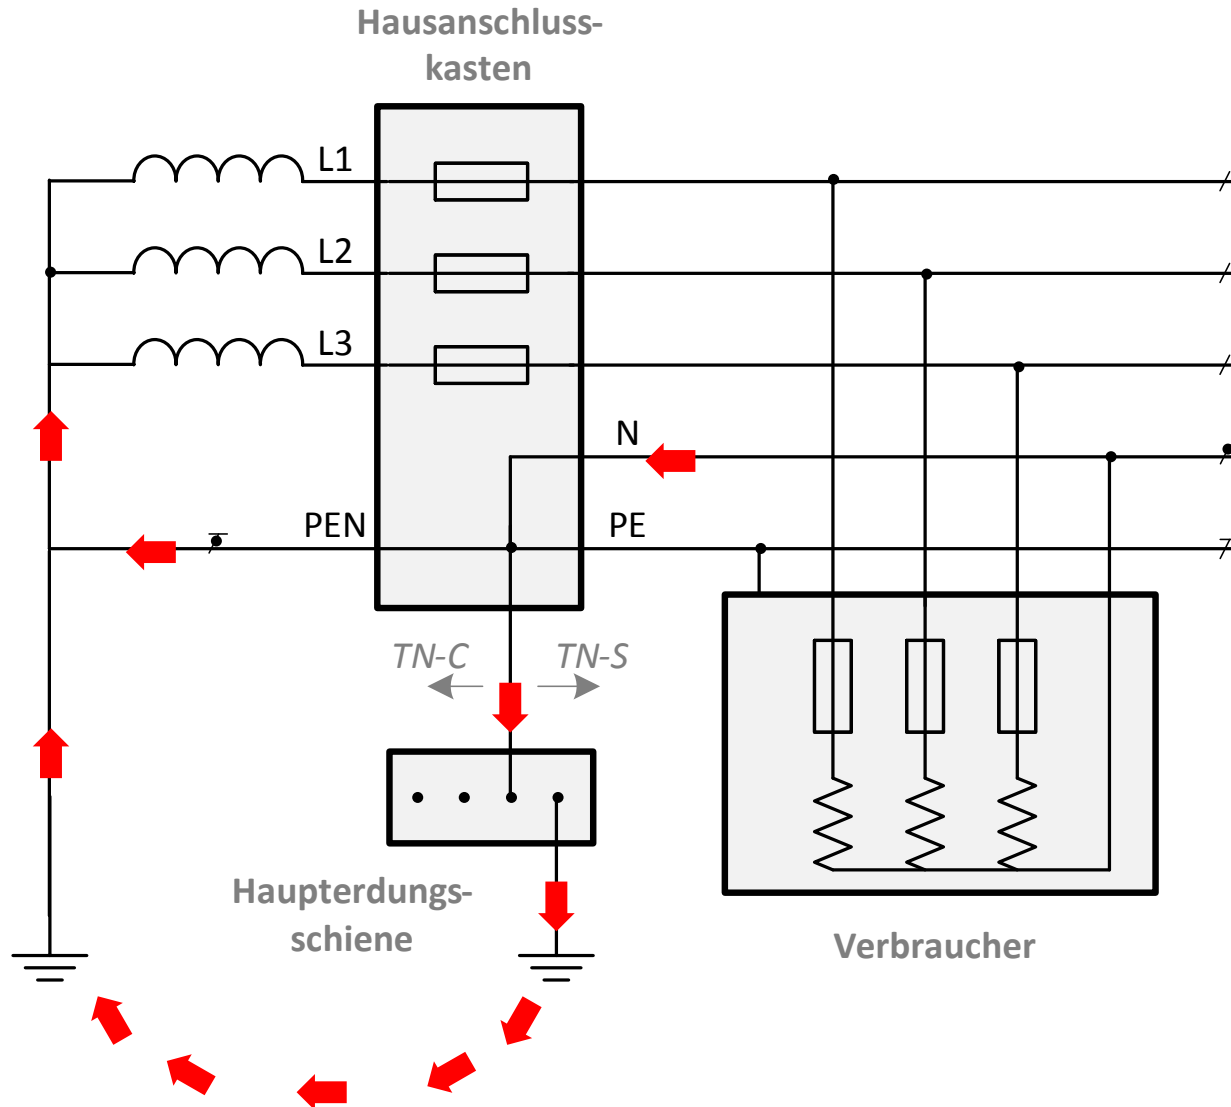 Hausanschluss-
kasten
L1
L2
L3
N
PEN
PE
TN-C
TN-S
Haupterdungs-
schiene
Verbraucher